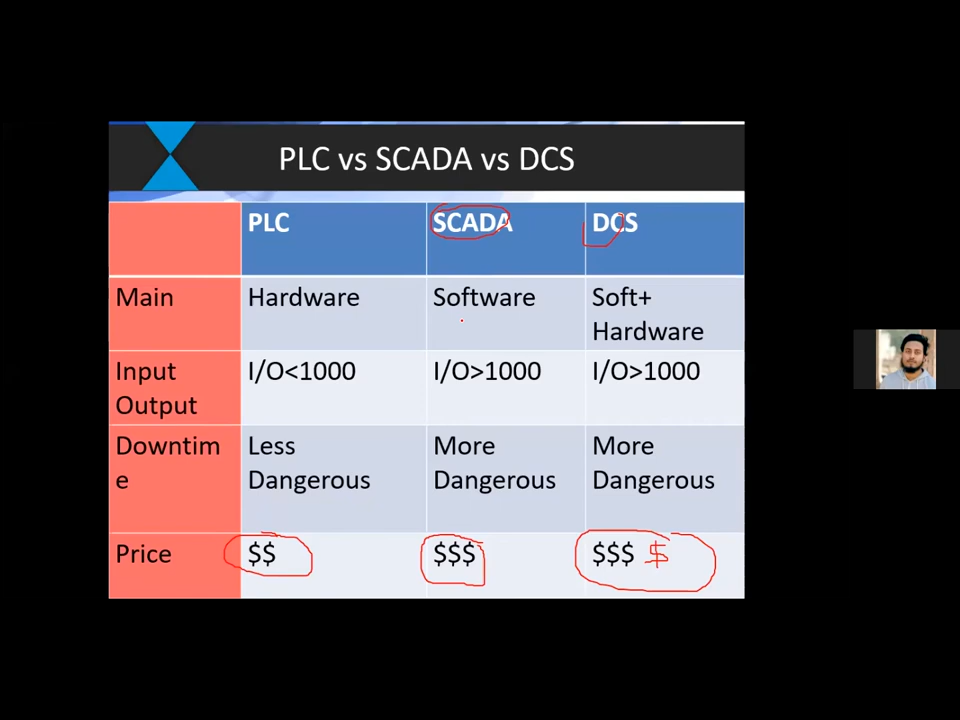 PLC vs SCADA vs DCS
PLC SCADA DCS
Main Hardware Software Soft+
Hardware
Input I/O<1000 I/O>1000 I/O>1000
Output
Downtim Less More More
e Dangerous Dangerous Dangerous
Price $$ $$$ $$$ $